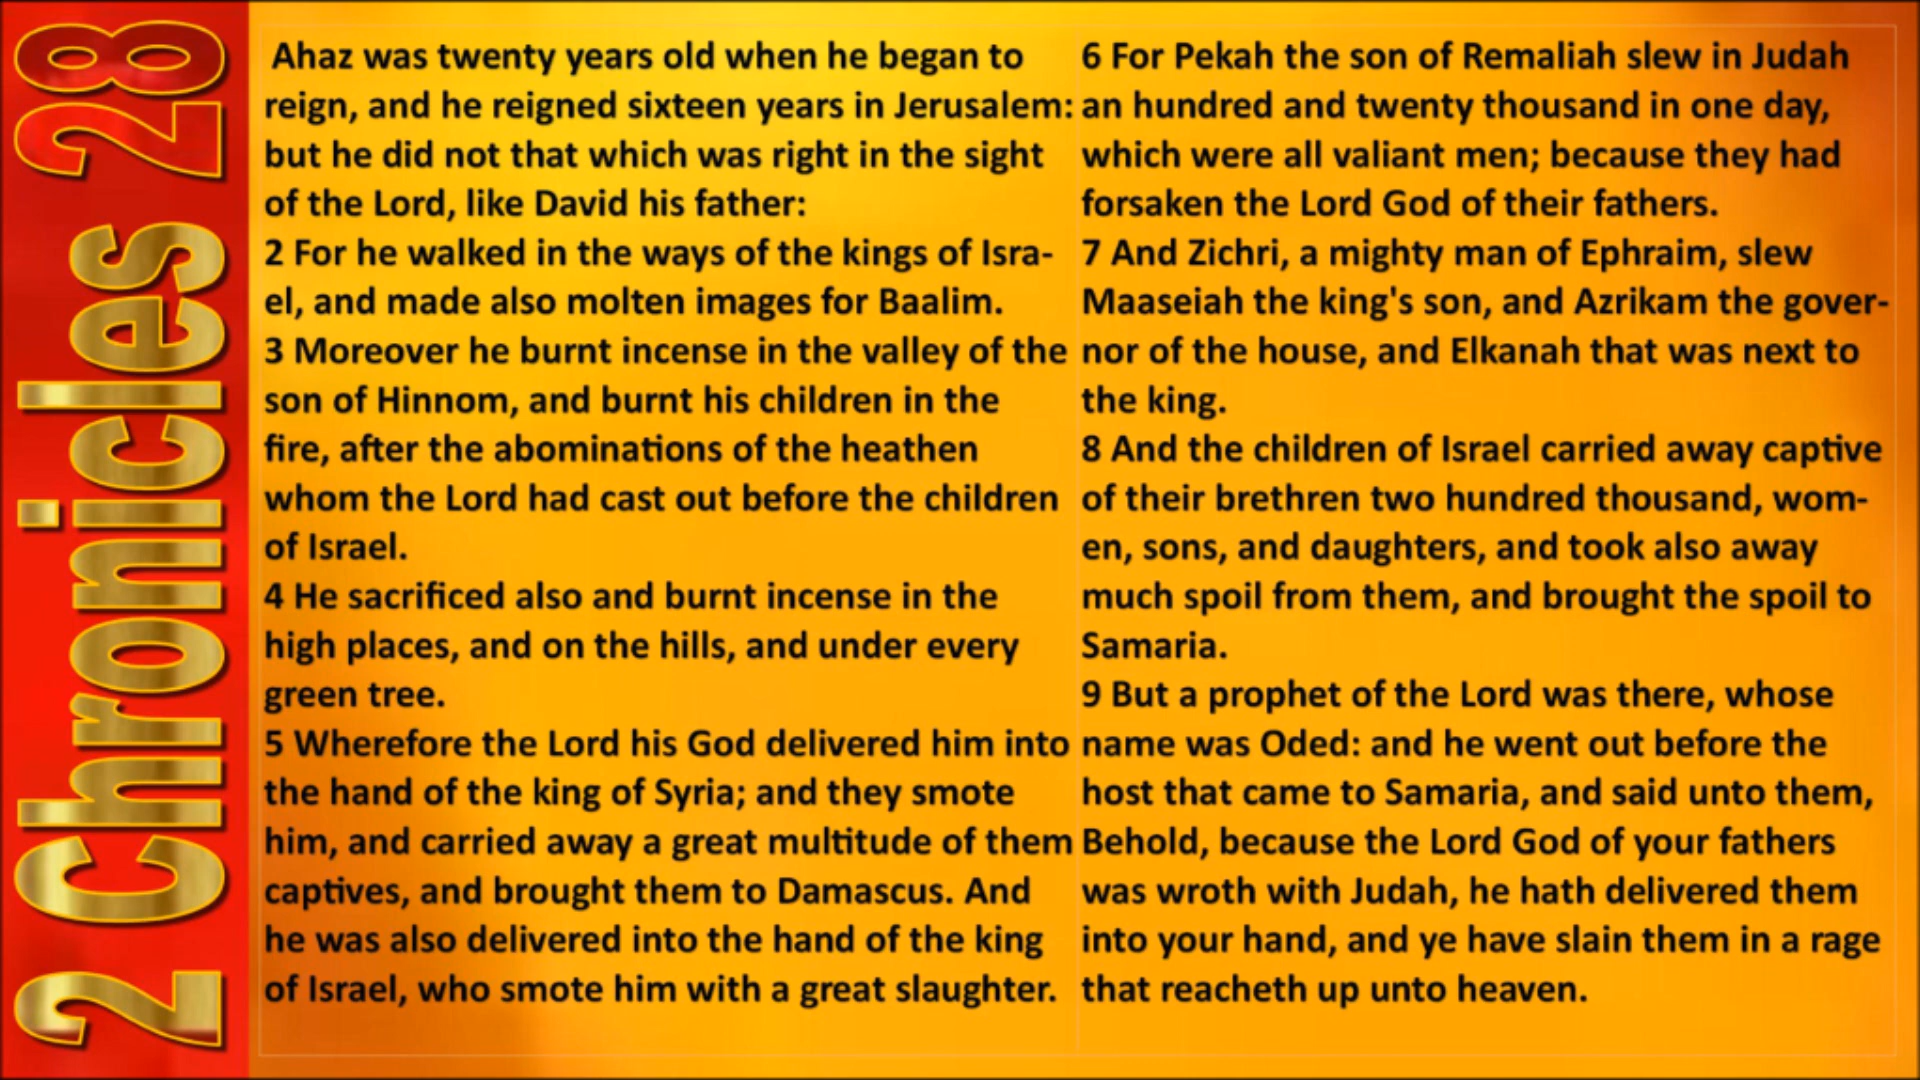 2 Chronicles 28
Ahaz was twenty years old when he began to
reign, and he reigned sixteen years in Jerusalem:
but he did not that which was right in the sight
of the Lord, like David his father:
2 For he walked in the ways of the kings of Isra-
el, and made also molten images for Baalim.
3 Moreover he burnt incense in the valley of the
son of Hinnom, and burnt his children in the
fire, after the abominations of the heathen
whom the Lord had cast out before the children
of Israel.
4 He sacrificed also and burnt incense in the
high places, and on the hills, and under every
green tree.
5 Wherefore the Lord his God delivered him into
the hand of the king of Syria; and they smote
him, and carried away a great multitude of them
captives, and brought them to Damascus. And
he was also delivered into the hand of the king
of Israel, who smote him with a great slaughter.
6 For Pekah the son of Remaliah slew in Judah
an hundred and twenty thousand in one day,
which were all valiant men; because they had
forsaken the Lord God of their fathers.
7 And Zichri, a mighty man of Ephraim, slew
Maaseiah the king's son, and Azrikam the gover-
nor of the house, and Elkanah that was next to
the king.
8 And the children of Israel carried away captive
of their brethren two hundred thousand, wom-
en, sons, and daughters, and took also away
much spoil from them, and brought the spoil to
Samaria.
9 But a prophet of the Lord was there, whose
name was Oded: and he went out before the
host that came to Samaria, and said unto them,
Behold, because the Lord God of your fathers
was wroth with Judah, he hath delivered them
into your hand, and ye have slain them in a rage
that reacheth up unto heaven.